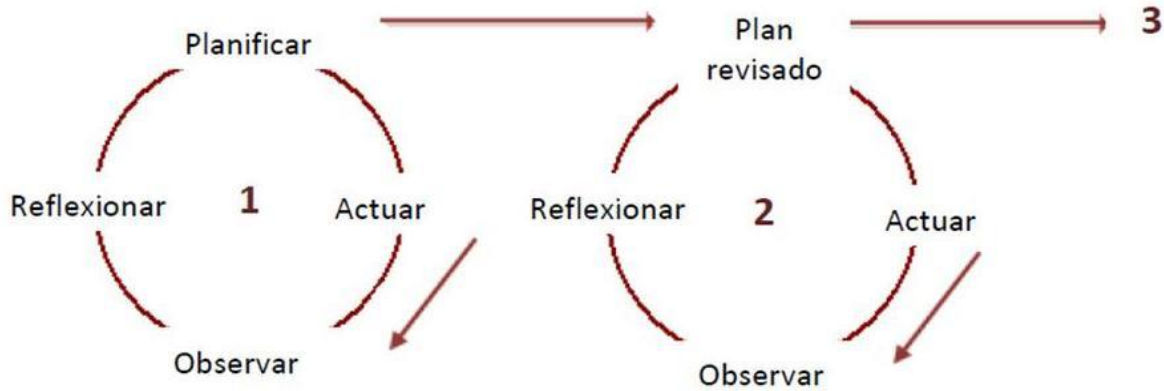 Planificar
Plan
revisado
3
Reflexionar
1
Actuar
Reflexionar
2
Actuar
Observar
Observar